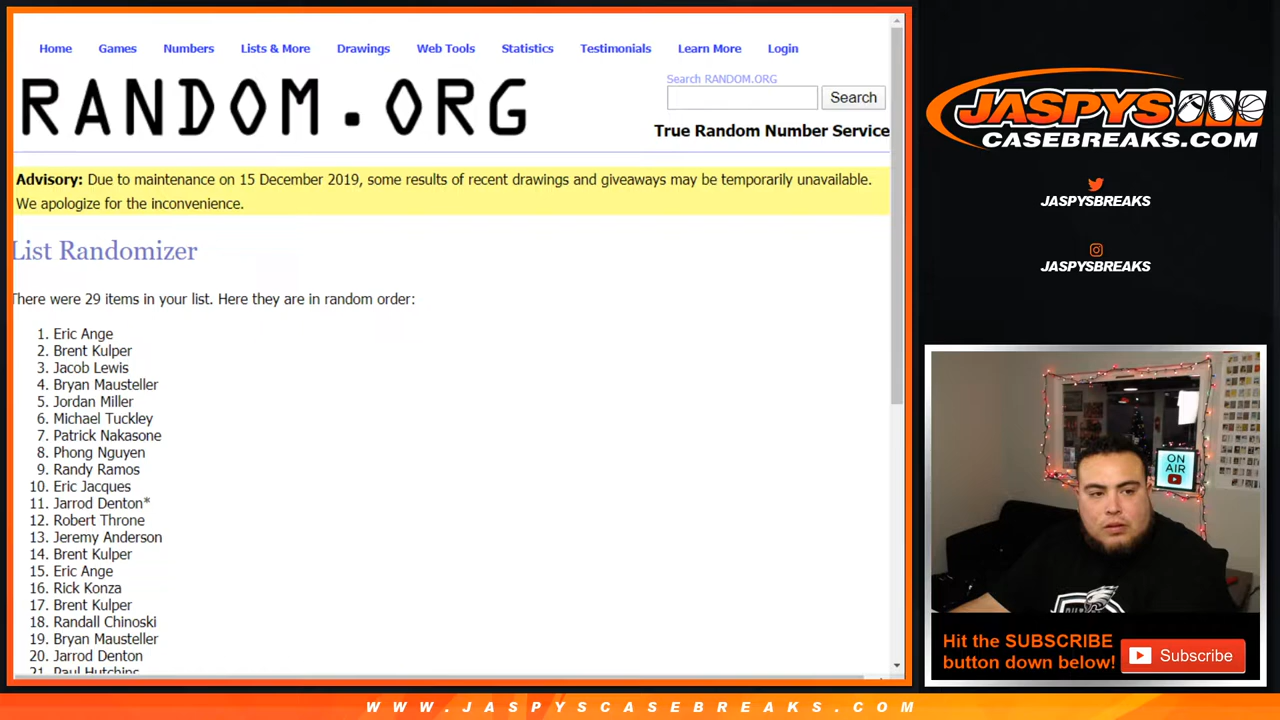 Home Games Numbers Lists & More Drawings Web Tools Statistics Testimonials Learn More Login
RANDOM.ORG
Search RANDOM.ORG
Search
True Random Number Service
Advisory: Due to maintenance on 15 December 2019, some results of recent drawings and giveaways may be temporarily unavailable.
We apologize for the inconvenience.
List Randomizer
There were 29 items in your list. Here they are in random order:
1. Eric Ange
2. Brent Kulper
3. Jacob Lewis
4. Bryan Mausteller
5. Jordan Miller
6. Michael Tuckley
7. Patrick Nakasone
8. Phong Nguyen
9. Randy Ramos
10. Eric Jacques
11. Jarrod Denton*
12. Robert Throne
13. Jeremy Anderson
14. Brent Kulper
15. Eric Ange
16. Rick Konza
17. Brent Kulper
18. Randall Chinoski
19. Bryan Mausteller
20. Jarrod Denton
21. Paul Hutchins
JASPYS
CASEBREAKS.COM
JASPYSBREAKS
JASPYSBREAKS
ON
AIR
Hit the SUBSCRIBE
button down below!
Subscribe
WWW.JASPYSCASEBREAKS.COM